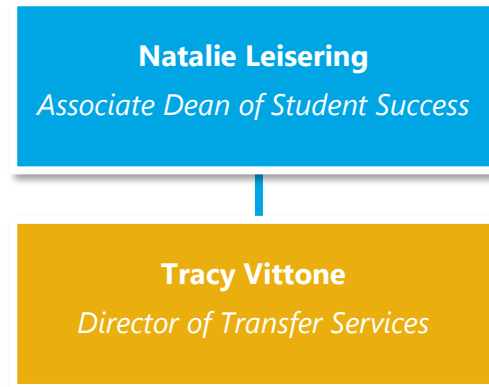 Natalie Leisering
Associate Dean of Student Success
Tracy Vittone
Director of Transfer Services